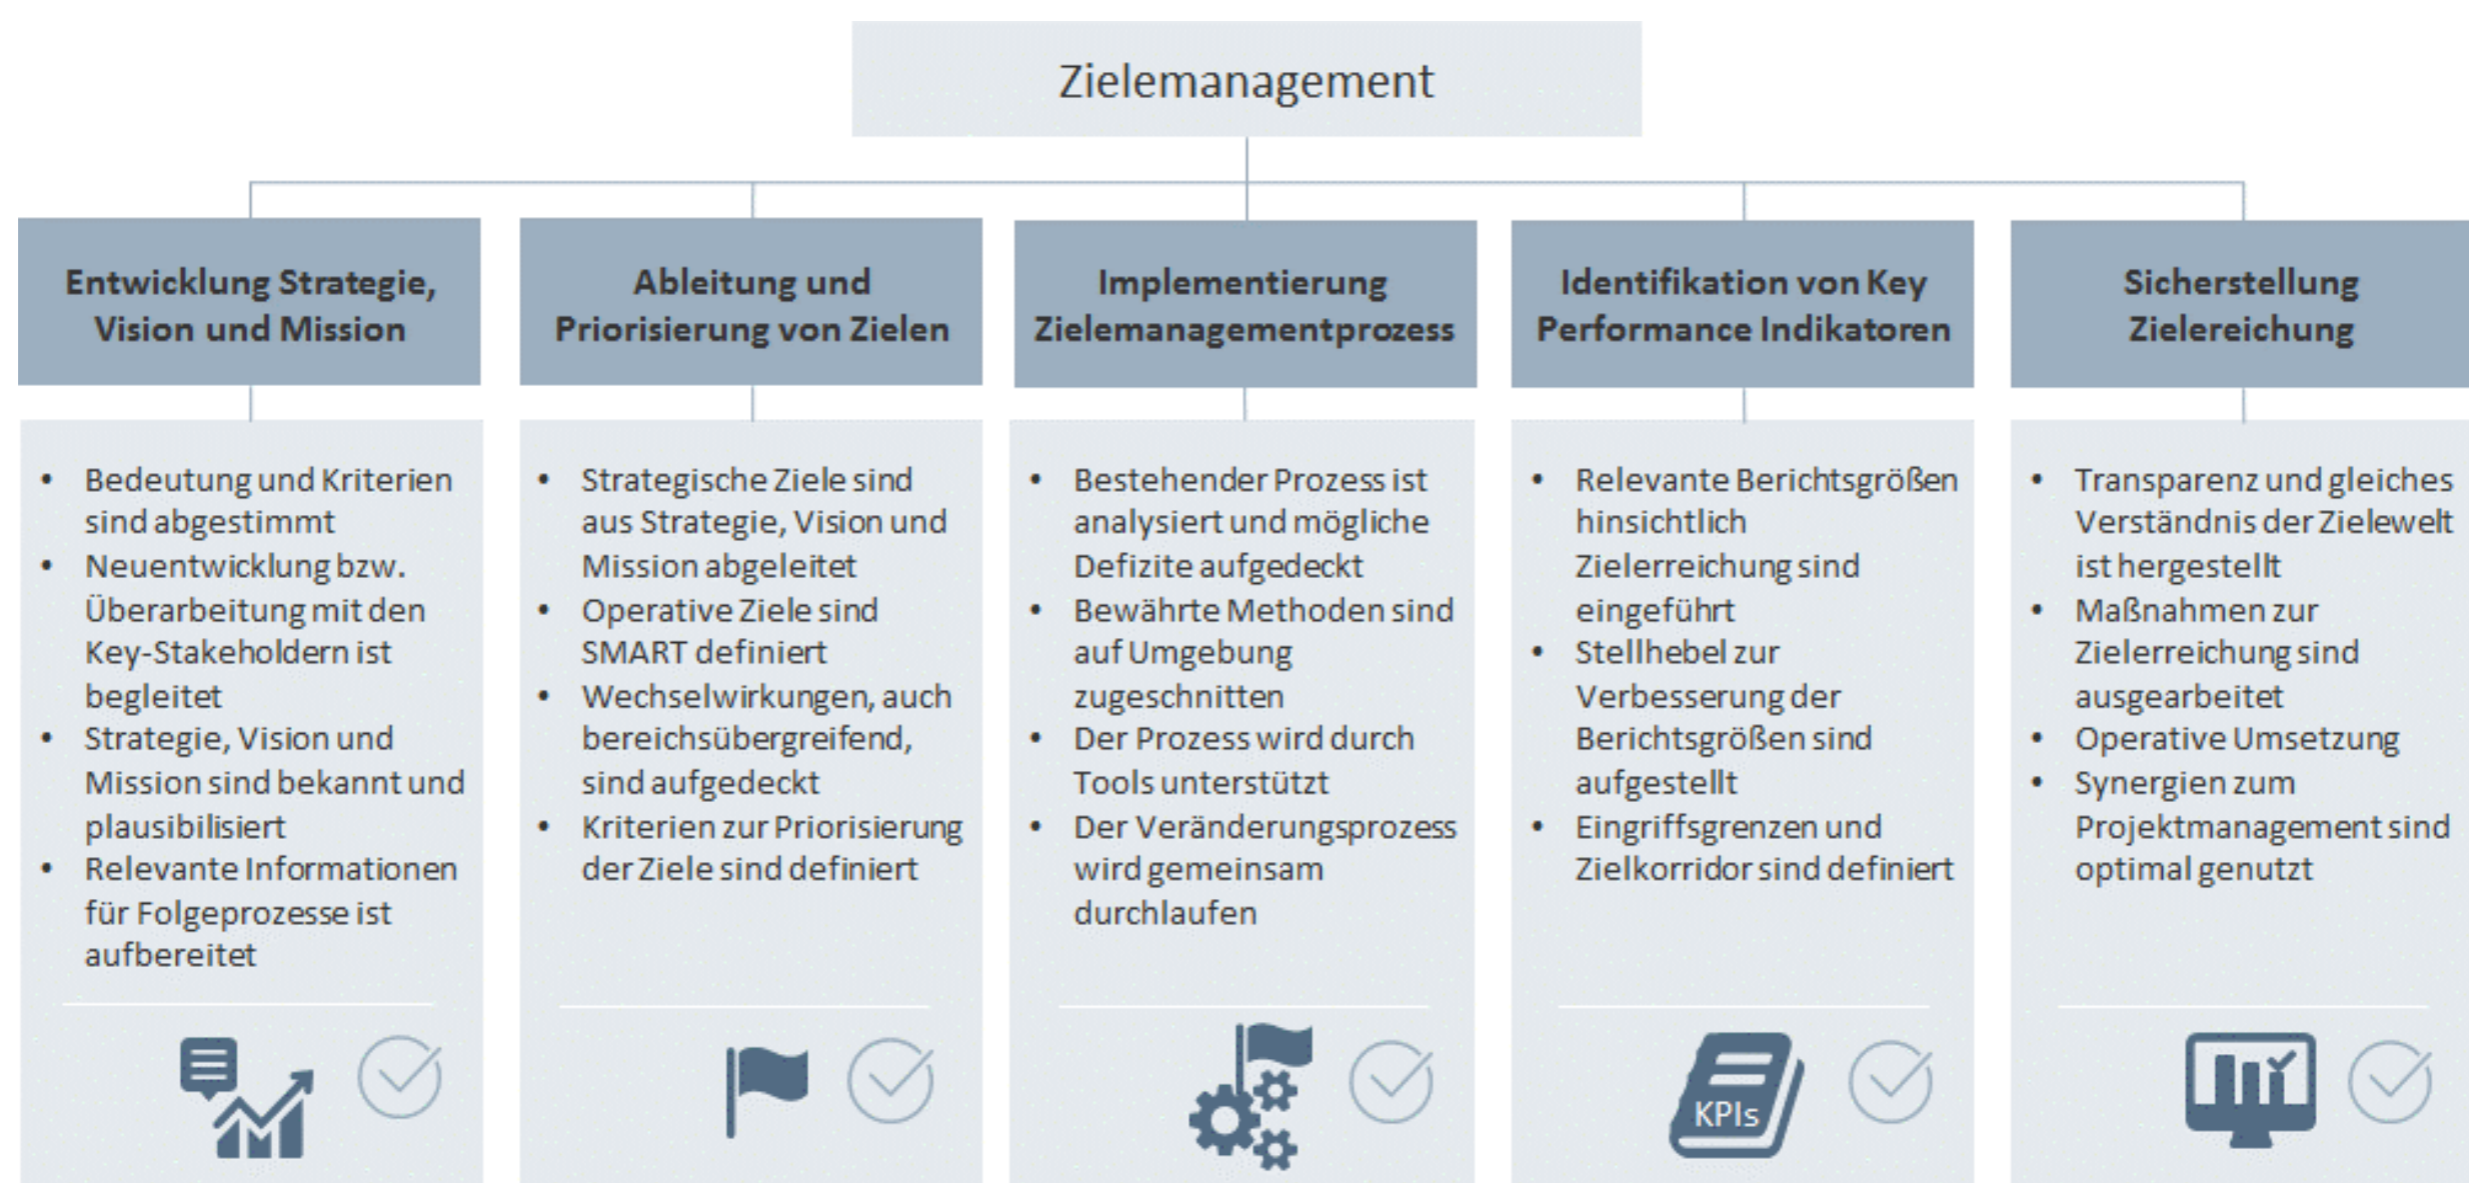 Zielemanagement
Entwicklung Strategie,
Vision und Mission
Ableitung und
Priorisierung von Zielen
Implementierung
Zielemanagementprozess
Identifikation von Key
Performance Indikatoren
Sicherstellung
Zielereichung
• Bedeutung und Kriterien
sind abgestimmt
• Neuentwicklung bzw.
Überarbeitung mit den
Key-Stakeholdern ist
begleitet
• Strategie, Vision und
Mission sind bekannt und
plausibilisiert
• Relevante Informationen
für Folgeprozesse ist
aufbereitet
• Strategische Ziele sind
aus Strategie, Vision und
Mission abgeleitet
• Operative Ziele sind
SMART definiert
• Wechselwirkungen, auch
bereichsübergreifend,
sind aufgedeckt
• Kriterien zur Priorisierung
der Ziele sind definiert
• Bestehender Prozess ist
analysiert und mögliche
Defizite aufgedeckt
• Bewährte Methoden sind
auf Umgebung
zugeschnitten
• Der Prozess wird durch
Tools unterstützt
• Der Veränderungsprozess
wird gemeinsam
durchlaufen
• Relevante Berichtsgrößen
hinsichtlich
Zielerreichung sind
eingeführt
• Stellhebel zur
Verbesserung der
Berichtsgrößen sind
aufgestellt
• Eingriffsgrenzen und
Zielkorridor sind definiert
KPIs
• Transparenz und gleiches
Verständnis der Zielewelt
ist hergestellt
• Maßnahmen zur
Zielerreichung sind
ausgearbeitet
• Operative Umsetzung
• Synergien zum
Projektmanagement sind
optimal genutzt